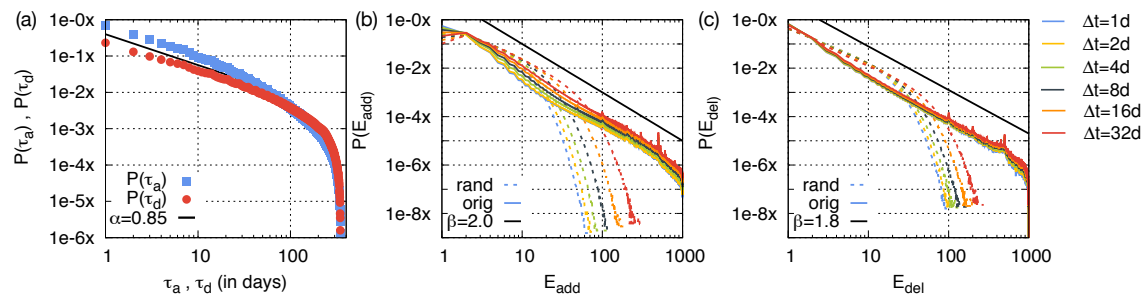 (a)
1e-0x
1e-1x
1e-2x
1e-3x
1e-4x
1e-5x
1e-6x
P(τa) , P(τd)
P(τa)
P(τd)
α=0.85
1
10
100
τa , τd (in days)
(b)
1e-0x
1e-2x
1e-4x
1e-6x
1e-8x
P(Eadd)
rand
orig
β=2.0
1
10
100
1000
Eadd
(c)
1e-0x
1e-2x
1e-4x
1e-6x
1e-8x
P(Edel)
rand
orig
β=1.8
1
10
100
1000
Edel
Δt=1d
Δt=2d
Δt=4d
Δt=8d
Δt=16d
Δt=32d